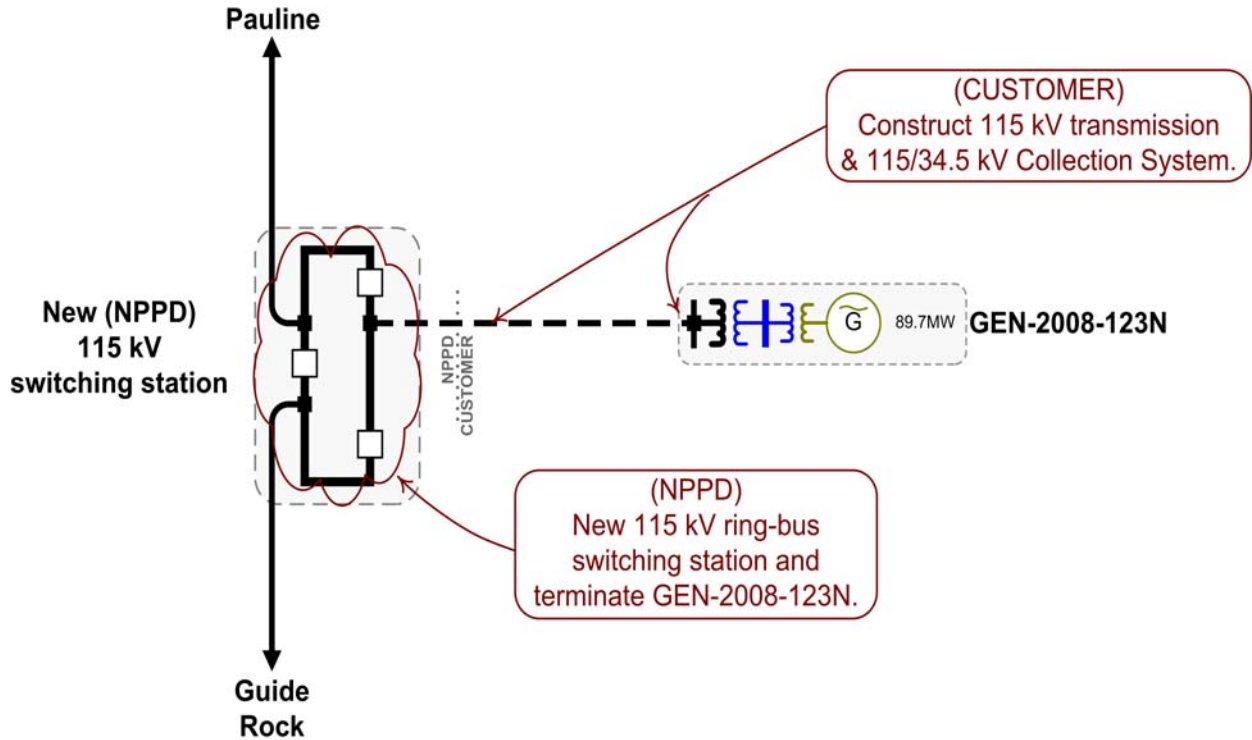 Pauline
(CUSTOMER)
Construct 115 kV transmission
& 115/34.5 kV Collection System.
New (NPPD)
115 kV
switching station
NPPD
CUSTOMER
G
89.7MW
GEN-2008-123N
(NPPD)
New 115 kV ring-bus
switching station and
terminate GEN-2008-123N.
Guide
Rock